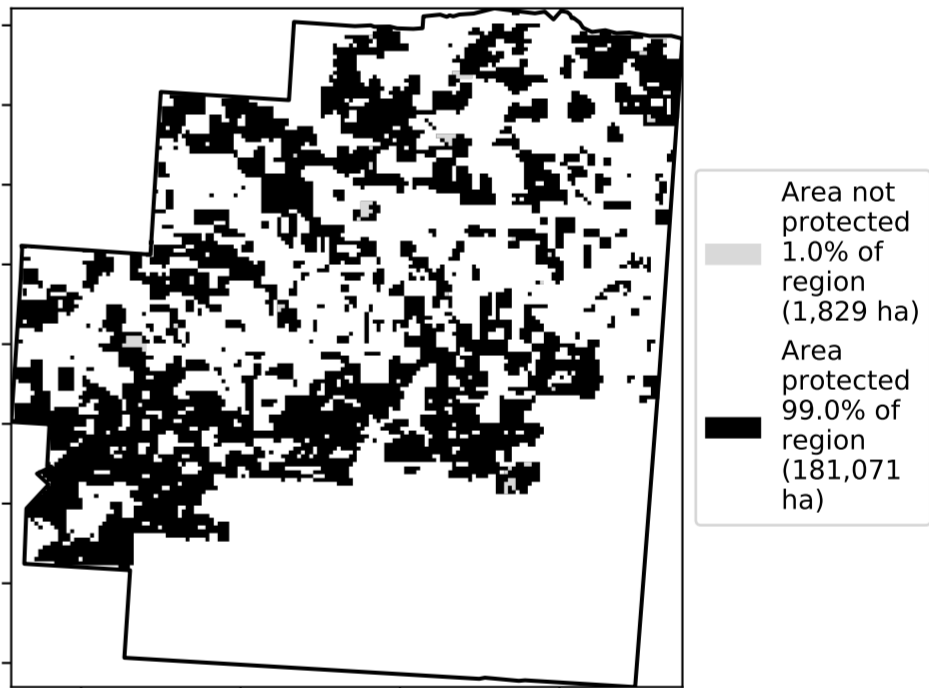 Area not
protected
1.0% of
region
(1,829 ha)
Area
protected
99.0% of
region
(181,071
ha)